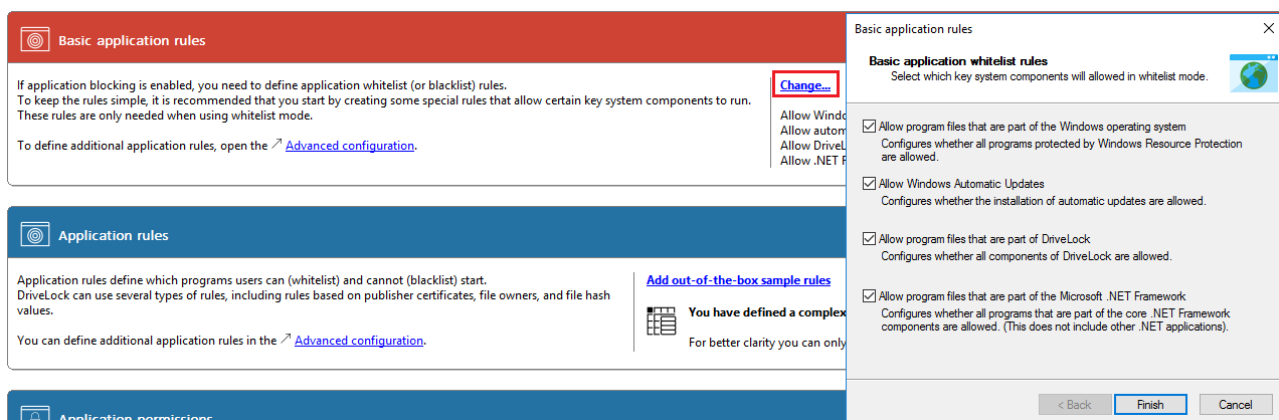 Basic application rules
If application blocking is enabled, you need to define application whitelist (or blacklist) rules.
To keep the rules simple, it is recommended that you start by creating some special rules that allow certain key system components to run.
These rules are only needed when using whitelist mode.
To define additional application rules, open the Advanced configuration.
Change...
Allow
Allow
Allow
Allow .NET
Application rules
Application rules define which programs users can (whitelist) and cannot (blacklist) start.
DriveLock can use several types of rules, including rules based on publisher certificates, file owners, and file hash
values.
You can define additional application rules in the Advanced configuration.
Add out-of-the-box sample rules
You have defined a complex
For better clarity you can only
Application permissions
Basic application rules
Basic application whitelist rules
Select which key system components will allowed in whitelist mode.
Allow program files that are part of the Windows operating system
Configures whether all programs protected by Windows Resource Protection
are allowed.
Allow Windows Automatic Updates
Configures whether the installation of automatic updates are allowed.
Allow program files that are part of DriveLock
Configures whether all components of DriveLock are allowed.
Allow program files that are part of the Microsoft .NET Framework
Configures whether all programs that are part of the core .NET Framework
components are allowed. (This does not include other .NET applications).
< Back
Finish
Cancel